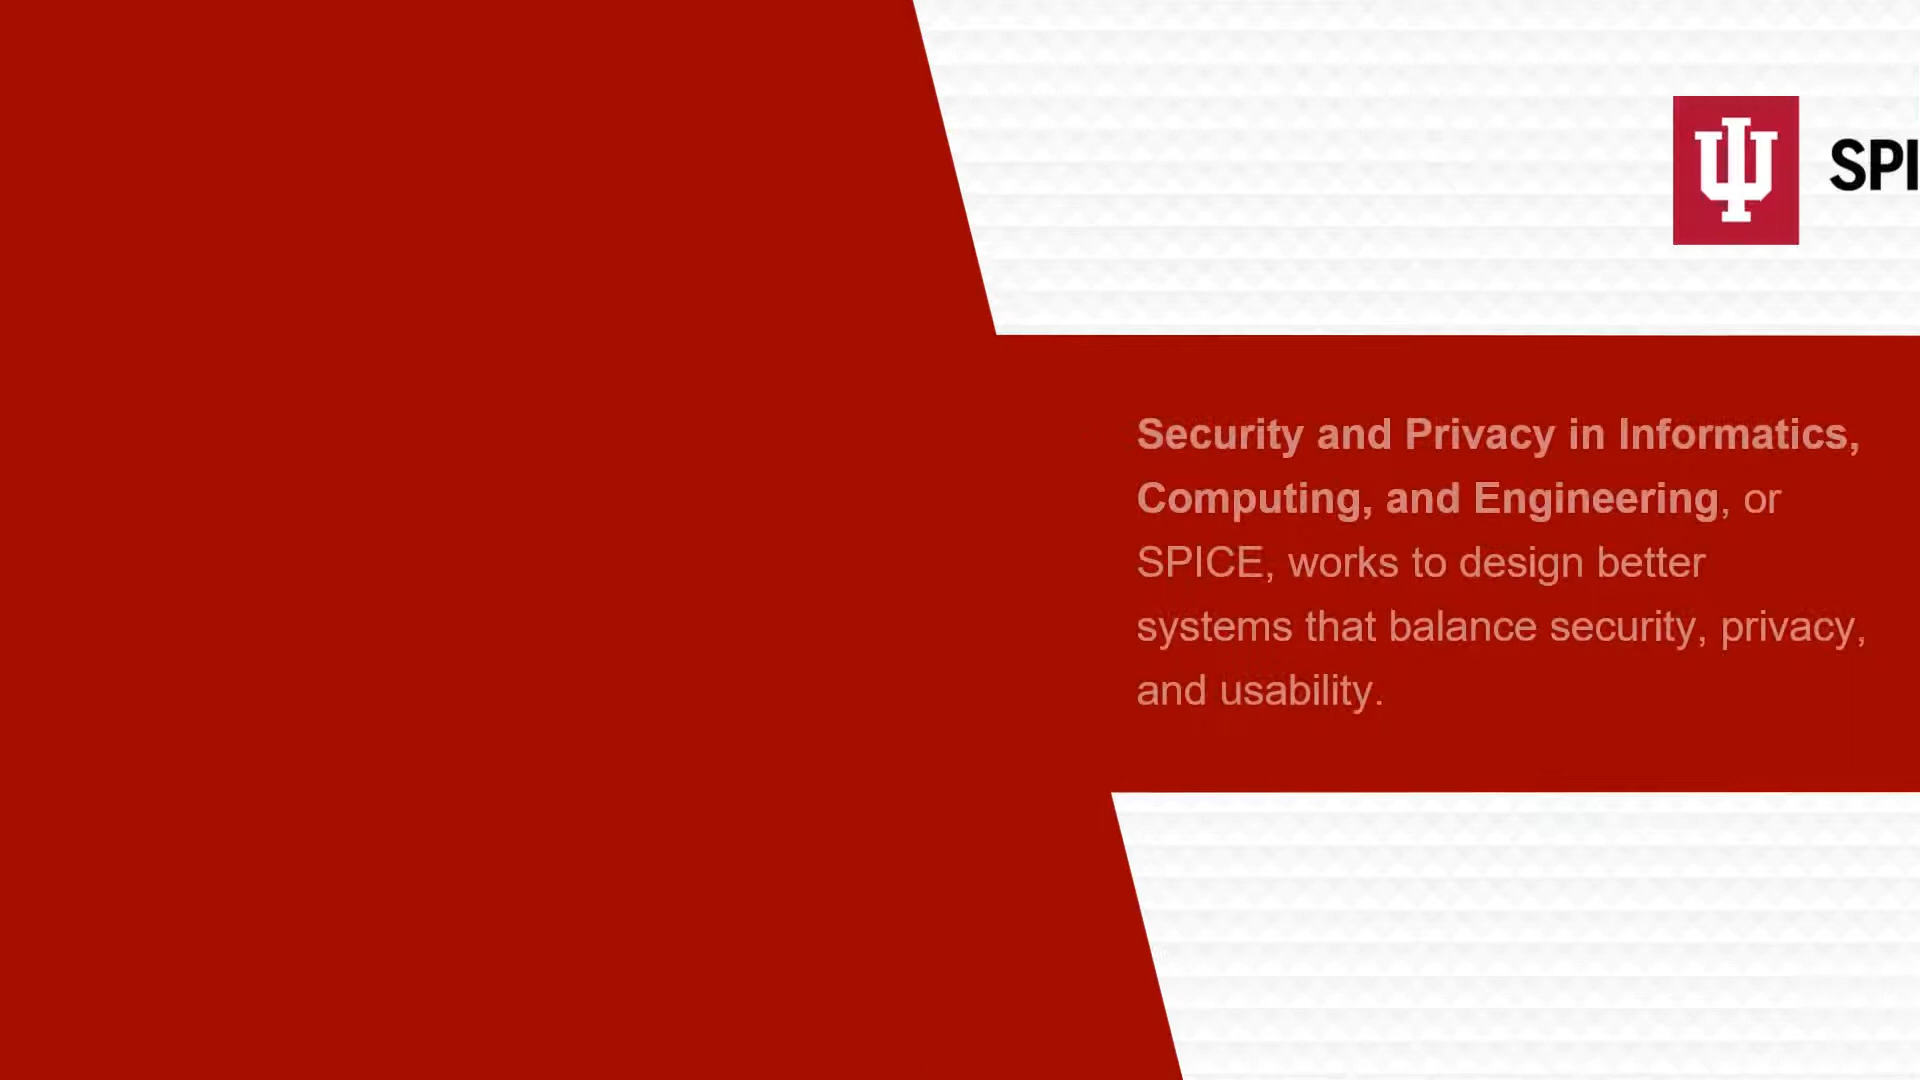 SPI
Security and Privacy in Informatics,
Computing, and Engineering, or
SPICE, works to design better
systems that balance security, privacy,
and usability.